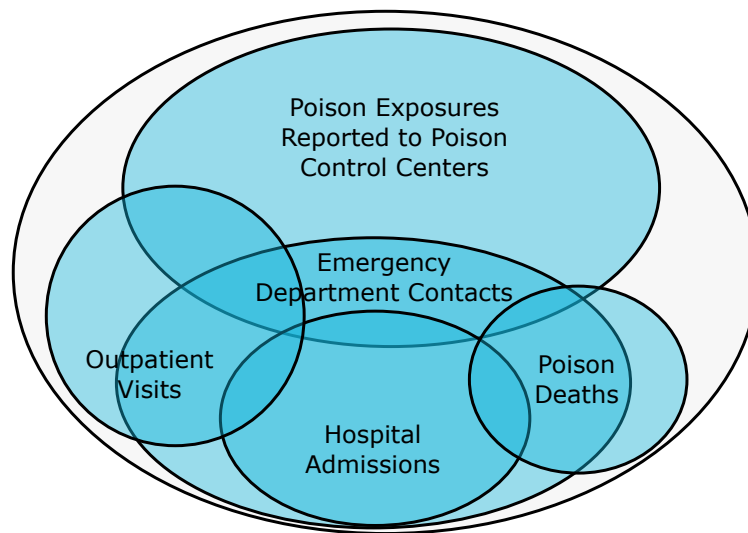 Poison Exposures
Reported to Poison
Control Centers
Emergency
Department Contacts
Outpatient
Visits
Poison
Deaths
Hospital
Admissions